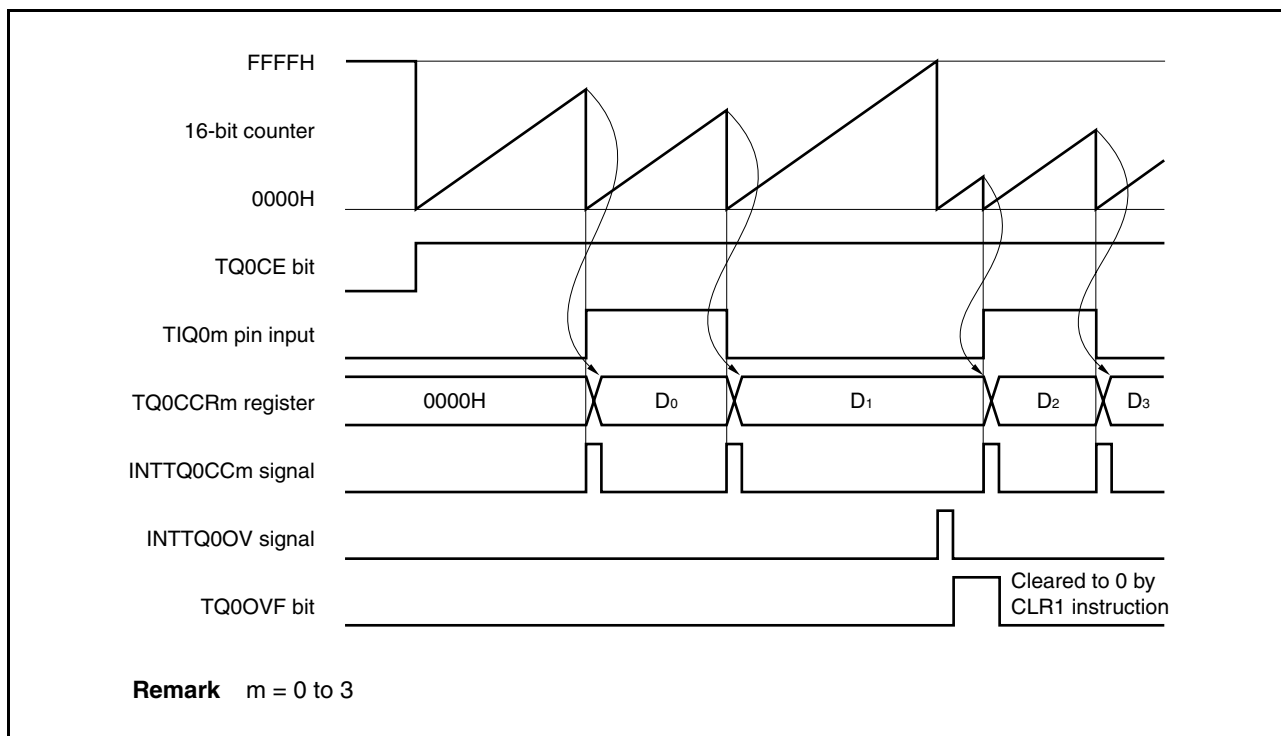 FFFFH
16-bit counter
0000H
TQ0CE bit
TIQ0m pin input
TQ0CCRm register
0000H D0 D1 D2 D3
INTTQ0CCm signal
INTTQ0OV signal
TQ0OVF bit
Cleared to 0 by
CLR1 instruction
Remark m = 0 to 3